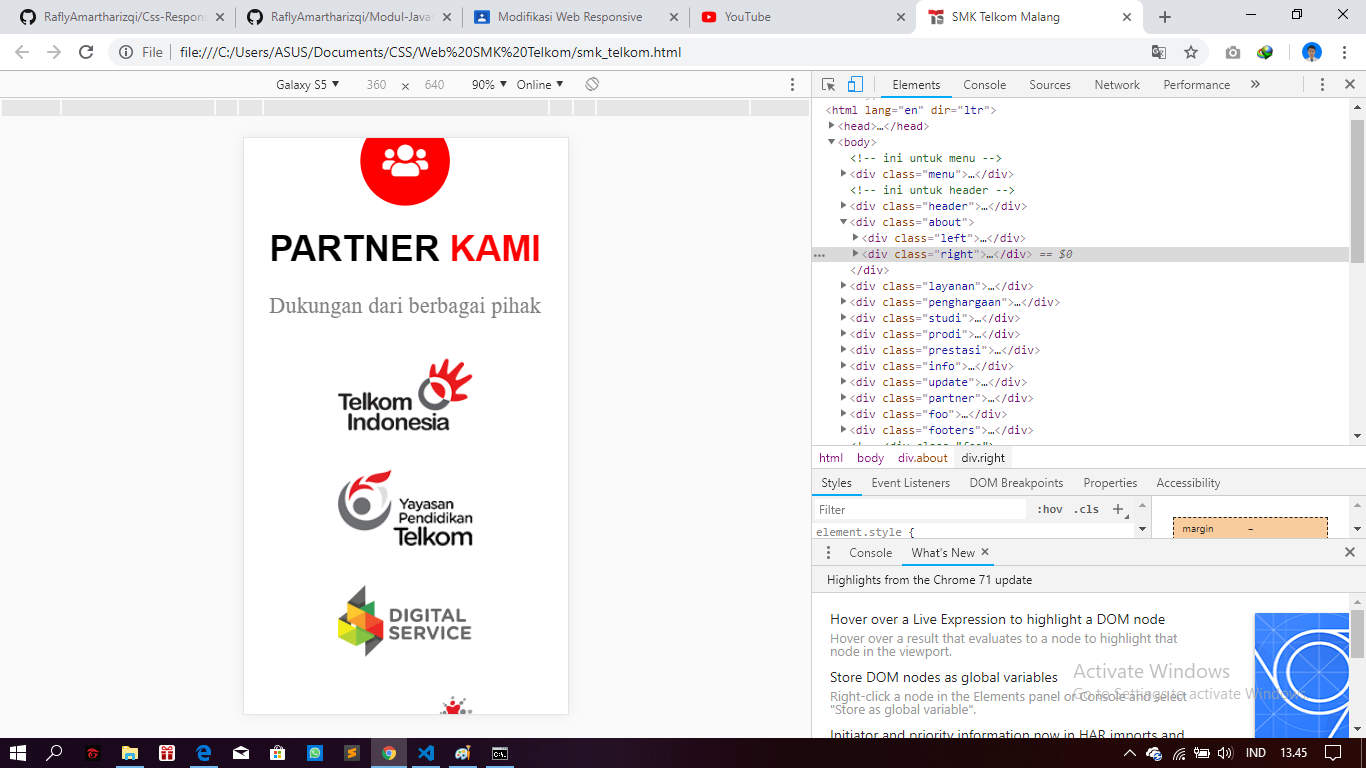 RaflyAmartharizqi/Css-Respon
RaflyAmartharizqi/Modul-Java
Modifikasi Web Responsive
YouTube
SMK Telkom Malang
File
file:///C:/Users/ASUS/Documents/CSS/Web%20SMK%20Telkom/smk_telkom.html
Galaxy S5 ▼ 360 × 640 90% ▼ Online ▼
Elements Console Sources Network Performance »
<html lang="en" dir="ltr">
<head>…</head>
<body>
<!-- ini untuk menu -->
<div class="menu">…</div>
<!-- ini untuk header -->
<div class="header">…</div>
<div class="about">
<div class="left">…</div>
<div class="right">…</div> == $0
</div>
<div class="layanan">…</div>
<div class="penghargaan">…</div>
<div class="studi">…</div>
<div class="prodi">…</div>
<div class="prestasi">…</div>
<div class="info">…</div>
<div class="update">…</div>
<div class="partner">…</div>
<div class="foo">…</div>
<div class="footers">…</div>
<!-- <div class="foo">
html body div.about div.right
Styles Event Listeners DOM Breakpoints Properties Accessibility
Filter :hov .cls +
element.style {
margin –
Console What's New ×
Highlights from the Chrome 71 update
Hover over a Live Expression to highlight a DOM node
Hover over a result that evaluates to a node to highlight that
node in the viewport.
Store DOM nodes as global variables
Right-click a node in the Elements panel or Console and select
"Store as global variable".
Initiator and priority information now in HAR imports and
Activate Windows
Go to Settings to activate Windows.
PARTNER KAMI
Dukungan dari berbagai pihak
Telkom
Indonesia
Yayasan
Pendidikan
Telkom
DIGITAL
SERVICE
IND 13.45